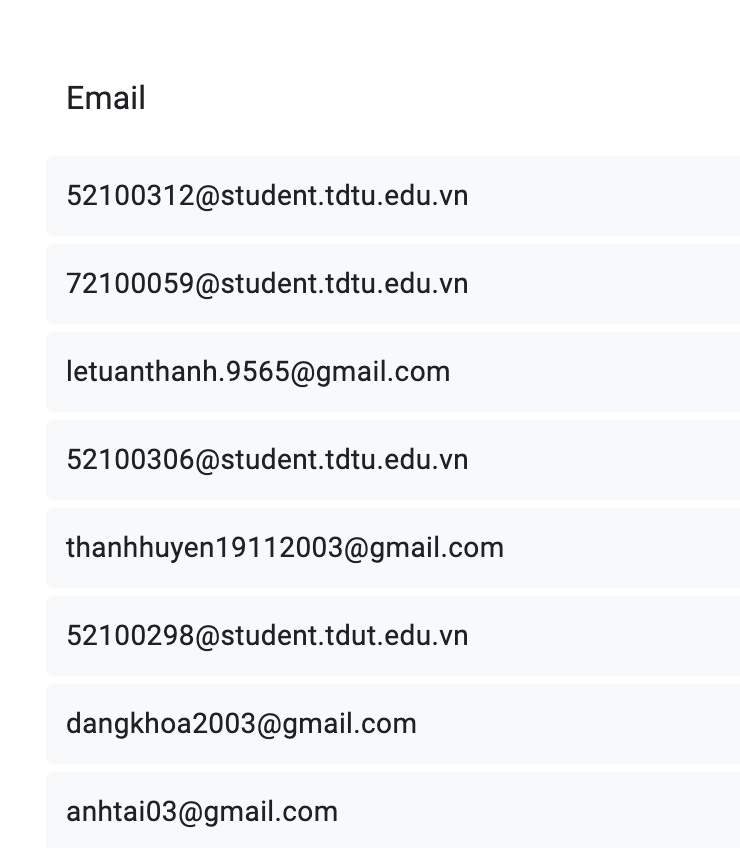 Email
52100312@student.tdtu.edu.vn
72100059@student.tdtu.edu.vn
letuanthanh.9565@gmail.com
52100306@student.tdtu.edu.vn
thanhhuyen19112003@gmail.com
52100298@student.tdut.edu.vn
dangkhoa2003@gmail.com
anhtai03@gmail.com